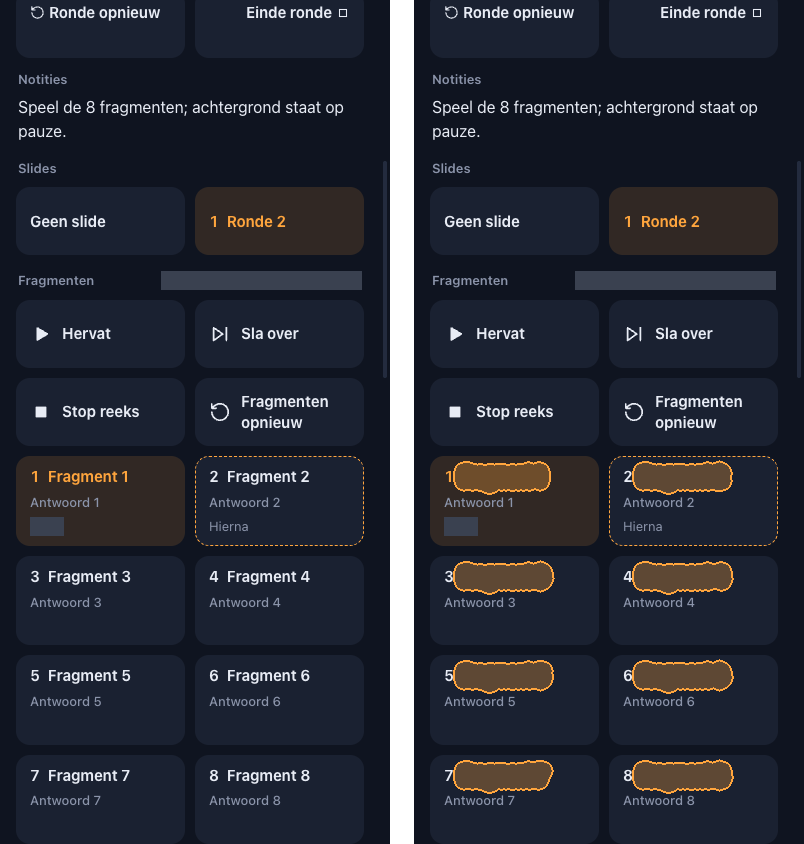 Ronde opnieuw
Einde ronde
Notities
Speel de 8 fragmenten; achtergrond staat op
pauze.
Slides
Geen slide
1 Ronde 2
Fragmenten
Hervat
Sla over
Stop reeks
Fragmenten
opnieuw
1 Fragment 1
Antwoord 1
2 Fragment 2
Antwoord 2
Hierna
3 Fragment 3
Antwoord 3
4 Fragment 4
Antwoord 4
5 Fragment 5
Antwoord 5
6 Fragment 6
Antwoord 6
7 Fragment 7
Antwoord 7
8 Fragment 8
Antwoord 8
Ronde opnieuw
Einde ronde
Notities
Speel de 8 fragmenten; achtergrond staat op
pauze.
Slides
Geen slide
1 Ronde 2
Fragmenten
Hervat
Sla over
Stop reeks
Fragmenten
opnieuw
1
Antwoord 1
2
Antwoord 2
Hierna
3
Antwoord 3
4
Antwoord 4
5
Antwoord 5
6
Antwoord 6
7
Antwoord 7
8
Antwoord 8